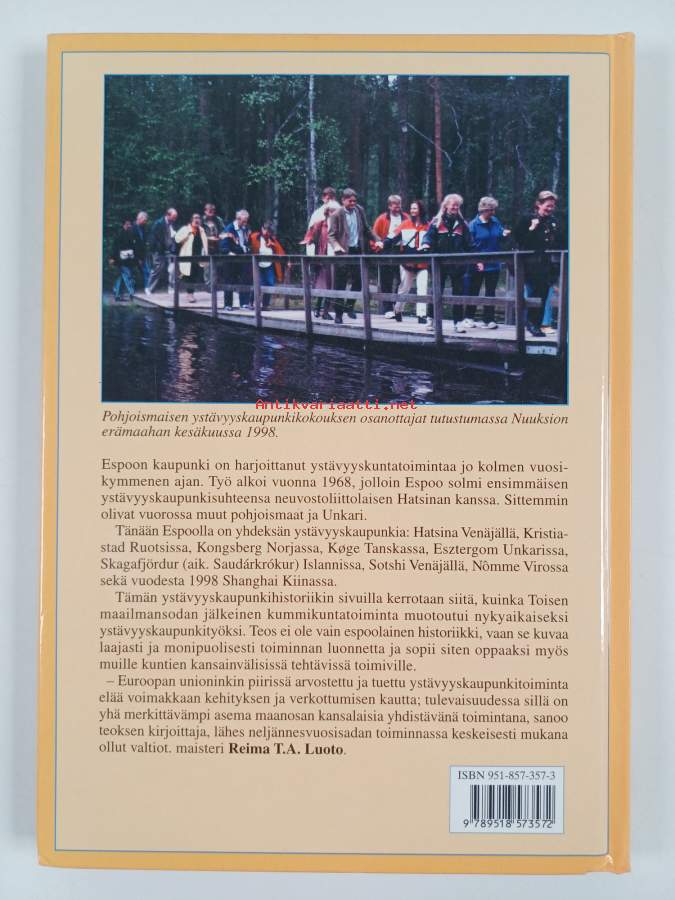 Antikvariaatti.net
Pohjoismaisen ystävyyskaupunkikokouksen osanottajat tutustumassa Nuuksion
erämaahan kesäkuussa 1998.
Espoon kaupunki on harjoittanut ystävyyskuntatoimintaa jo kolmen vuosi-
kymmenen ajan. Työ alkoi vuonna 1968, jolloin Espoo solmi ensimmäisen
ystävyyskaupunkisuhteensa neuvostoliittolaisen Hatsinan kanssa. Sittemmin
olivat vuorossa muut pohjoismaat ja Unkari.
Tänään Espoolla on yhdeksän ystävyyskaupunkia: Hatsina Venäjällä, Kristia-
stad Ruotsissa, Kongsberg Norjassa, Køge Tanskassa, Esztergom Unkarissa,
Skagafjördur (aik. Saudárkrókur) Islannissa, Sotshi Venäjällä, Nômme Virossa
sekä vuodesta 1998 Shanghai Kiinassa.
Tämän ystävyyskaupunkihistoriikin sivuilla kerrotaan siitä, kuinka Toisen
maailmansodan jälkeinen kummikuntatoiminta muotoutui nykyaikaiseksi
ystävyyskaupunkityöksi. Teos ei ole vain espoolainen historiikki, vaan se kuvaa
laajasti ja monipuolisesti toiminnan luonnetta ja sopii siten oppaaksi myös
muille kuntien kansainvälisissä tehtävissä toimiville.
– Euroopan unioninkin piirissä arvostettu ja tuettu ystävyyskaupunkitoiminta
elää voimakkaan kehityksen ja verkottumisen kautta; tulevaisuudessa sillä on
yhä merkittävämpi asema maanosan kansalaisia yhdistävänä toimintana, sanoo
teoksen kirjoittaja, lähes neljännesvuosisadan toiminnassa keskeisesti mukana
ollut valtiot. maisteri Reima T.A. Luoto.
ISBN 951-857-357-3
9 789518 573572